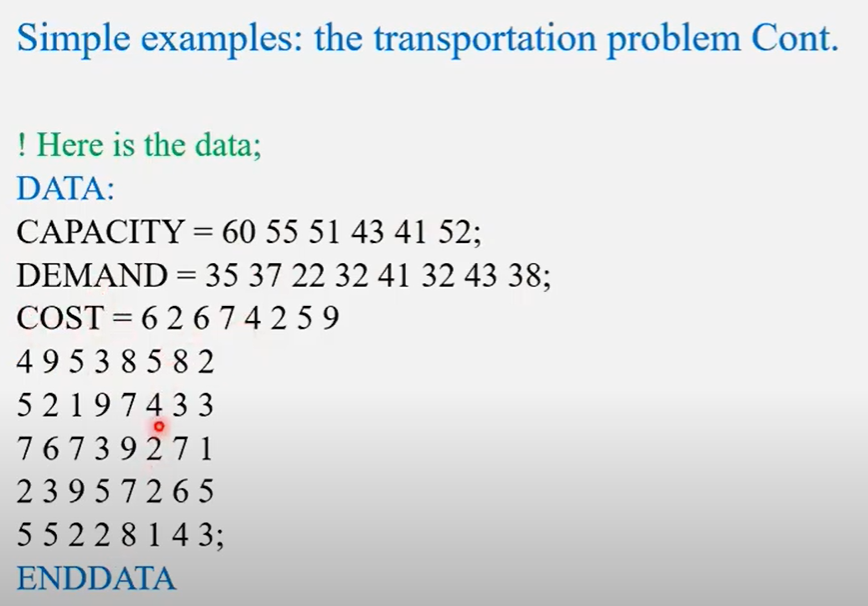 Simple examples: the transportation problem Cont.
! Here is the data;
DATA:
CAPACITY = 60 55 51 43 41 52;
DEMAND = 35 37 22 32 41 32 43 38;
COST = 6 2 6 7 4 2 5 9
4 9 5 3 8 5 8 2
5 2 1 9 7 4 3 3
7 6 7 3 9 2 7 1
2 3 9 5 7 2 6 5
5 5 2 2 8 1 4 3;
ENDDATA